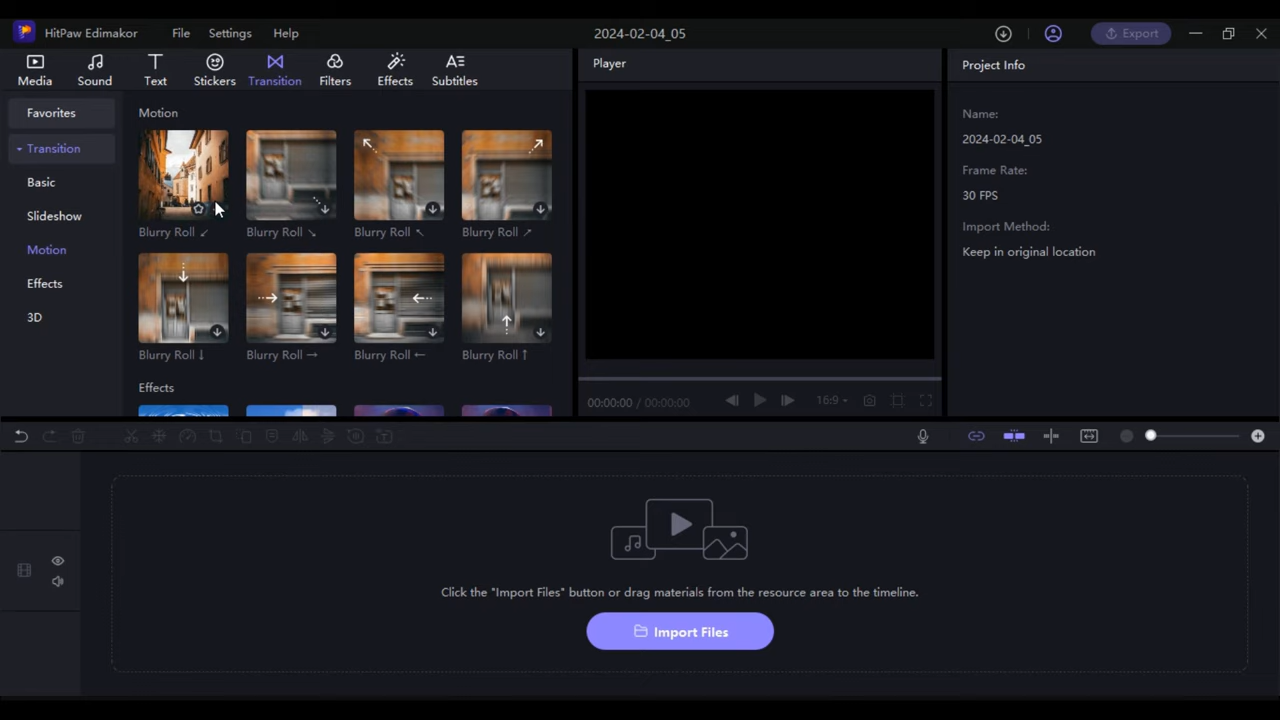 HitPaw Edimakor File Settings Help 2024-02-04_05 Export
Media Sound Text Stickers Transition Filters Effects Subtitles
Favorites
Transition
Basic
Slideshow
Motion
Effects
3D
Motion
Blurry Roll ↙ Blurry Roll ↘ Blurry Roll ↖ Blurry Roll ↗
Blurry Roll ↓ Blurry Roll → Blurry Roll ← Blurry Roll ↑
Effects
Player
00:00:00 / 00:00:00 16:9
Project Info
Name:
2024-02-04_05
Frame Rate:
30 FPS
Import Method:
Keep in original location
Click the "Import Files" button or drag materials from the resource area to the timeline.
Import Files